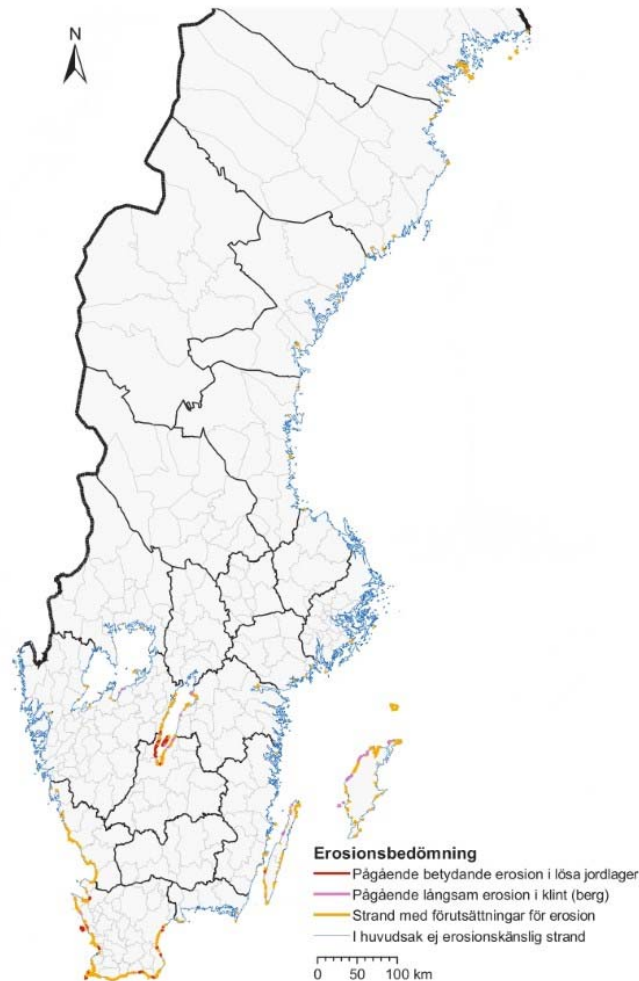 N
Erosionsbedömning
Pågående betydande erosion i lösa jordlager
Pågående långsam erosion i klint (berg)
Strand med förutsättningar för erosion
I huvudsak ej erosionskänslig strand
0 50 100 km